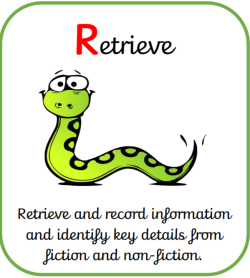 Retrieve
Retrieve and record information
and identify key details from
fiction and non-fiction.